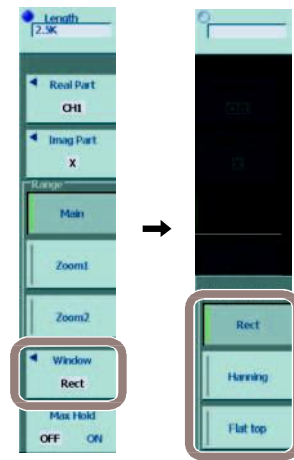 Length
2.5K
Real Part
CH1
Imag Part
X
Range
Main
Zoom1
Zoom2
Window
Rect
Max Hold
OFF ON
CH1
X
Rect
Hanning
Flat top